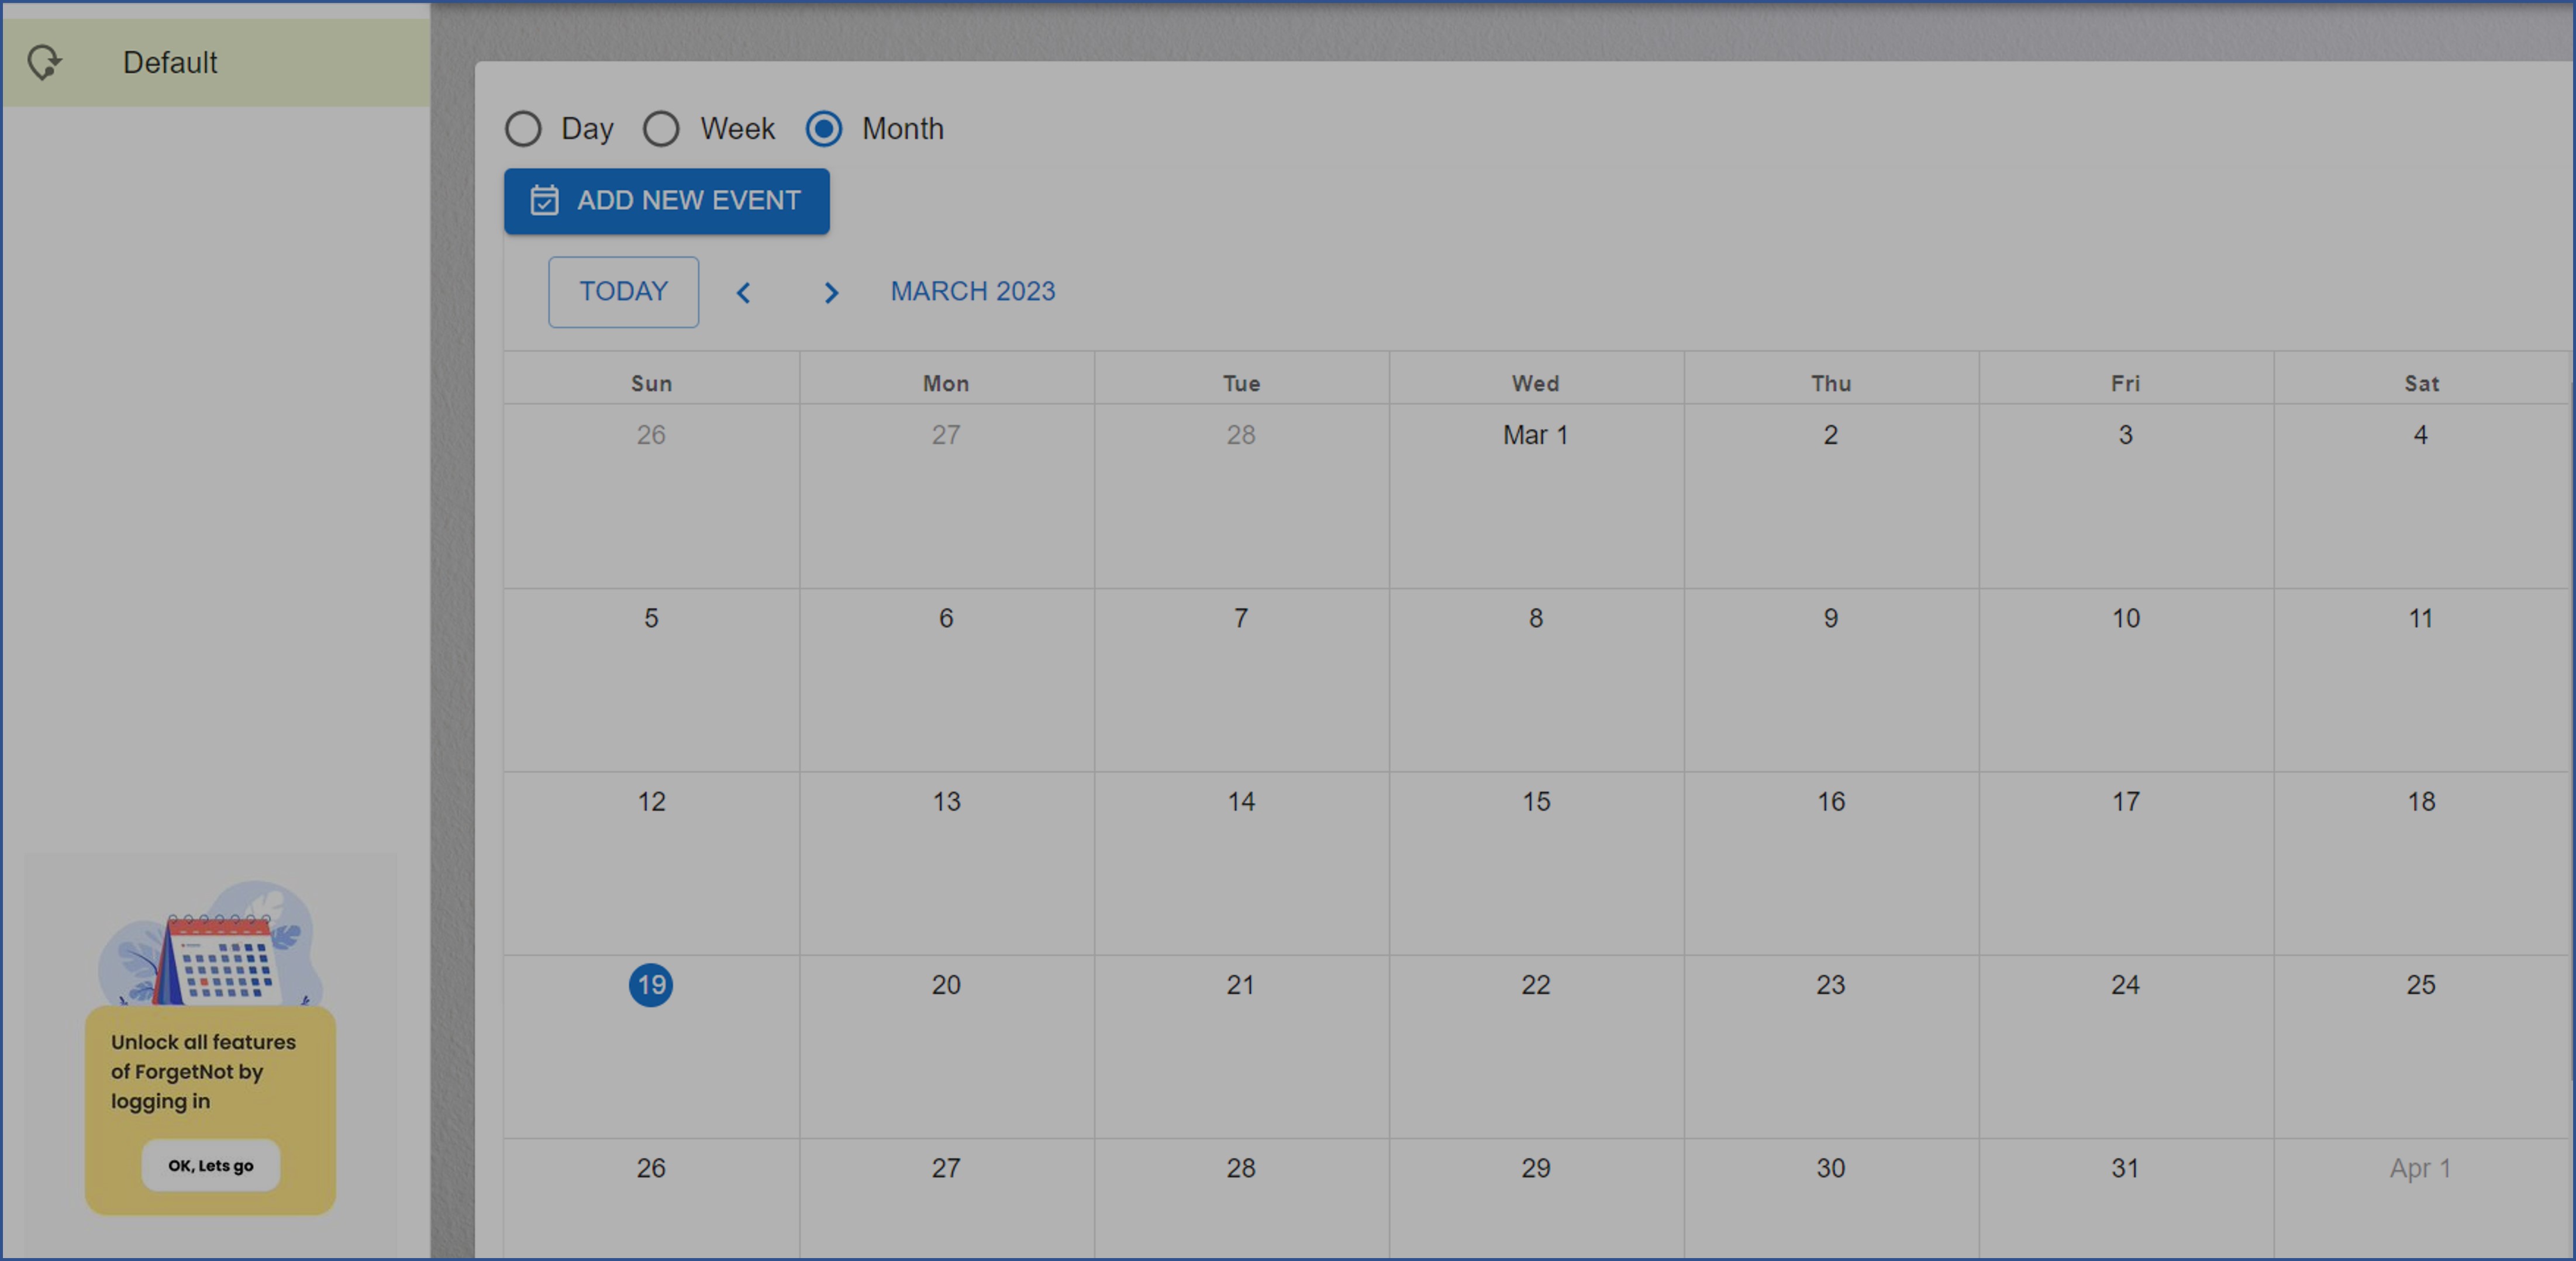 Default
Day Week Month
ADD NEW EVENT
TODAY MARCH 2023
Sun Mon Tue Wed Thu Fri Sat
26 27 28 Mar 1 2 3 4
5 6 7 8 9 10 11
12 13 14 15 16 17 18
19 20 21 22 23 24 25
26 27 28 29 30 31 Apr 1
Unlock all features
of ForgetNot by
logging in
OK, Lets go